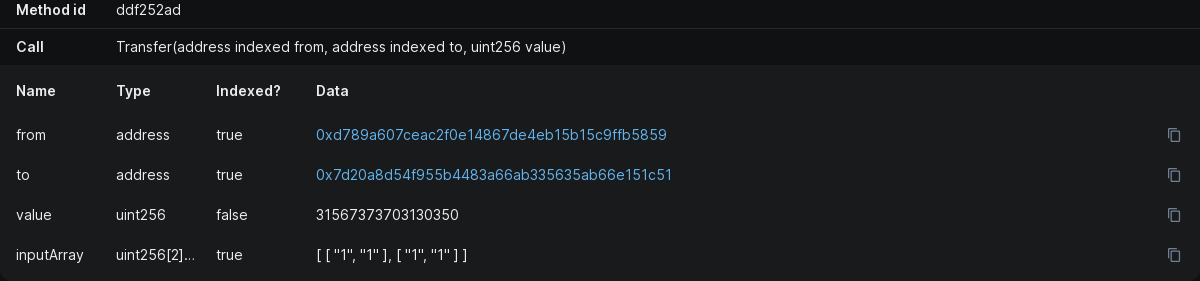 Method id ddf252ad
Call Transfer(address indexed from, address indexed to, uint256 value)
Name Type Indexed? Data
from address true 0xd789a607ceac2f0e14867de4eb15b15c9ffb5859
to address true 0x7d20a8d54f955b4483a66ab335635ab66e151c51
value uint256 false 31567373703130350
inputArray uint256[2]... true [ [ "1", "1" ], [ "1", "1" ] ]